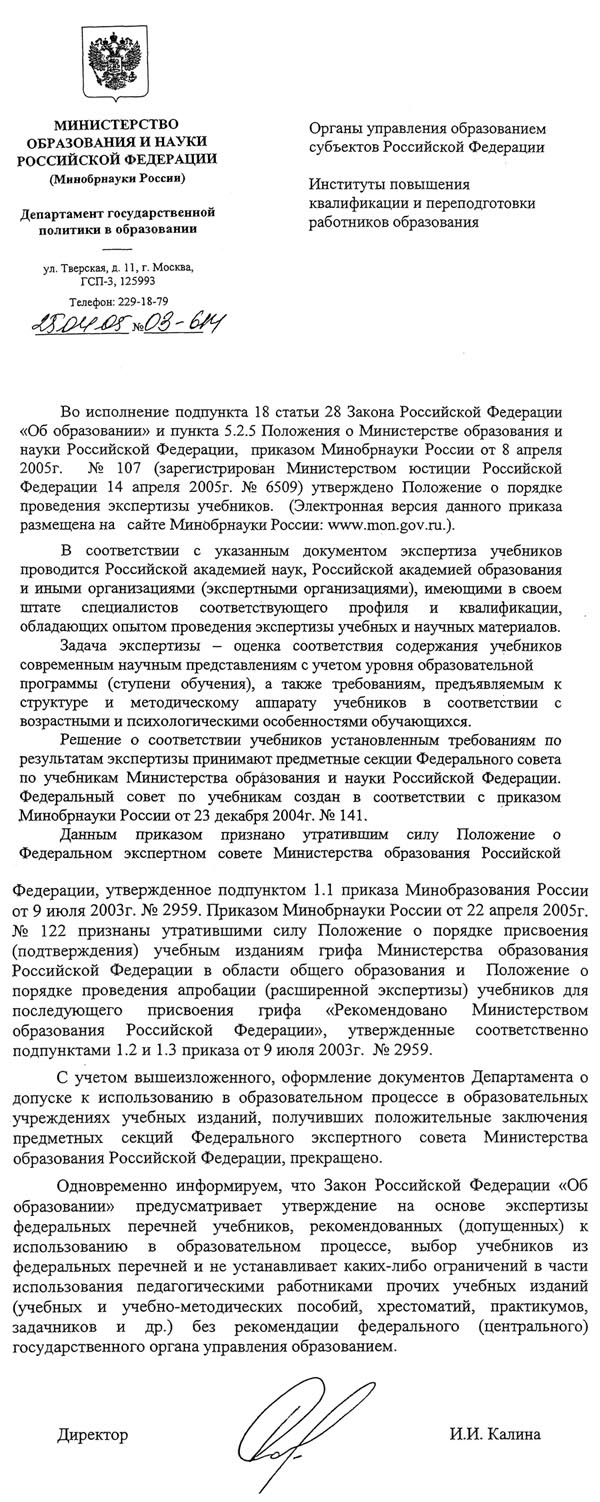 МИНИСТЕРСТВО
ОБРАЗОВАНИЯ И НАУКИ
РОССИЙСКОЙ ФЕДЕРАЦИИ
(Минобрнауки России)
Департамент государственной
политики в образовании
ул. Тверская, д. 11, г. Москва,
ГСП-3, 125993
Телефон: 229-18-79
25.04.05 № 03-614
Органы управления образованием
субъектов Российской Федерации
Институты повышения
квалификации и переподготовки
работников образования
Во исполнение подпункта 18 статьи 28 Закона Российской Федерации
«Об образовании» и пункта 5.2.5 Положения о Министерстве образования и
науки Российской Федерации, приказом Минобрнауки России от 8 апреля
2005г. № 107 (зарегистрирован Министерством юстиции Российской
Федерации 14 апреля 2005г. № 6509) утверждено Положение о порядке
проведения экспертизы учебников. (Электронная версия данного приказа
размещена на сайте Минобрнауки России: www.mon.gov.ru.).
В соответствии с указанным документом экспертиза учебников
проводится Российской академией наук, Российской академией образования
и иными организациями (экспертными организациями), имеющими в своем
штате специалистов соответствующего профиля и квалификации,
обладающих опытом проведения экспертизы учебных и научных материалов.
Задача экспертизы – оценка соответствия содержания учебников
современным научным представлениям с учетом уровня образовательной
программы (ступени обучения), а также требованиям, предъявляемым к
структуре и методическому аппарату учебников в соответствии с
возрастными и психологическими особенностями обучающихся.
Решение о соответствии учебников установленным требованиям по
результатам экспертизы принимают предметные секции Федерального совета
по учебникам Министерства образования и науки Российской Федерации.
Федеральный совет по учебникам создан в соответствии с приказом
Минобрнауки России от 23 декабря 2004г. № 141.
Данным приказом признано утратившим силу Положение о
Федеральном экспертном совете Министерства образования Российской
Федерации, утвержденное подпунктом 1.1 приказа Минобразования России
от 9 июля 2003г. № 2959. Приказом Минобрнауки России от 22 апреля 2005г.
№ 122 признаны утратившими силу Положение о порядке присвоения
(подтверждения) учебным изданиям грифа Министерства образования
Российской Федерации в области общего образования и Положение о
порядке проведения апробации (расширенной экспертизы) учебников для
последующего присвоения грифа «Рекомендовано Министерством
образования Российской Федерации», утвержденные соответственно
подпунктами 1.2 и 1.3 приказа от 9 июля 2003г. № 2959.
С учетом вышеизложенного, оформление документов Департамента о
допуске к использованию в образовательном процессе в образовательных
учреждениях учебных изданий, получивших положительные заключения
предметных секций Федерального экспертного совета Министерства
образования Российской Федерации, прекращено.
Одновременно информируем, что Закон Российской Федерации «Об
образовании» предусматривает утверждение на основе экспертизы
федеральных перечней учебников, рекомендованных (допущенных) к
использованию в образовательном процессе, выбор учебников из
федеральных перечней и не устанавливает каких-либо ограничений в части
использования педагогическими работниками прочих учебных изданий
(учебных и учебно-методических пособий, хрестоматий, практикумов,
задачников и др.) без рекомендации федерального (центрального)
государственного органа управления образованием.
Директор И.И. Калина